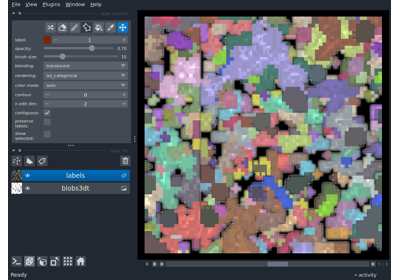 File View Plugins Window Help
label: 1
opacity: 0.70
brush size: 10
blending: translucent
rendering: iso_categorical
color mode: auto
contour: 0
n edit dim: 2
contiguous:
preserve
labels:
show
selected:
labels
blobs3dt
Ready
activity